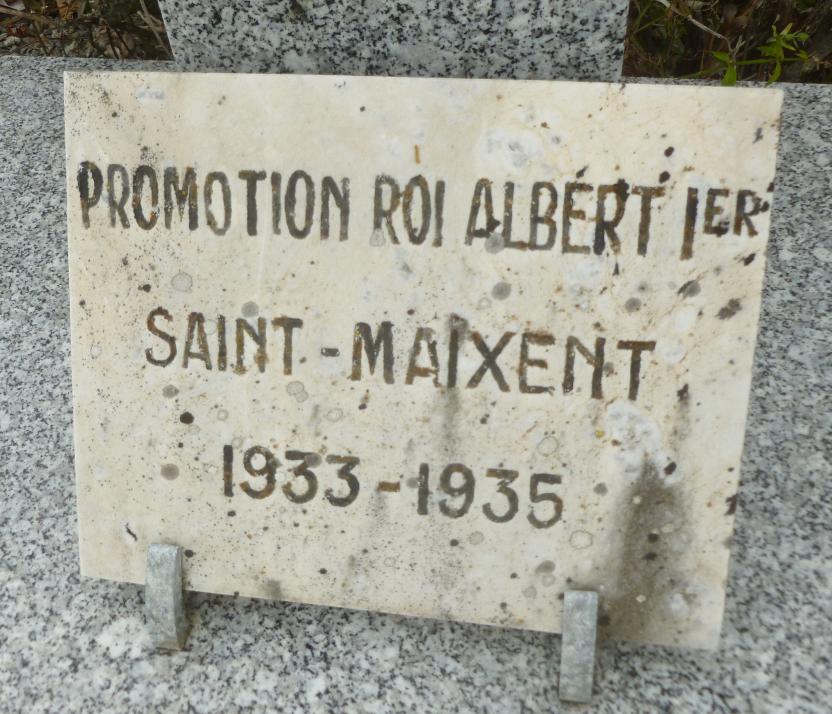 PROMOTION ROI ALBERT IER
SAINT-MAIXENT
1933-1935